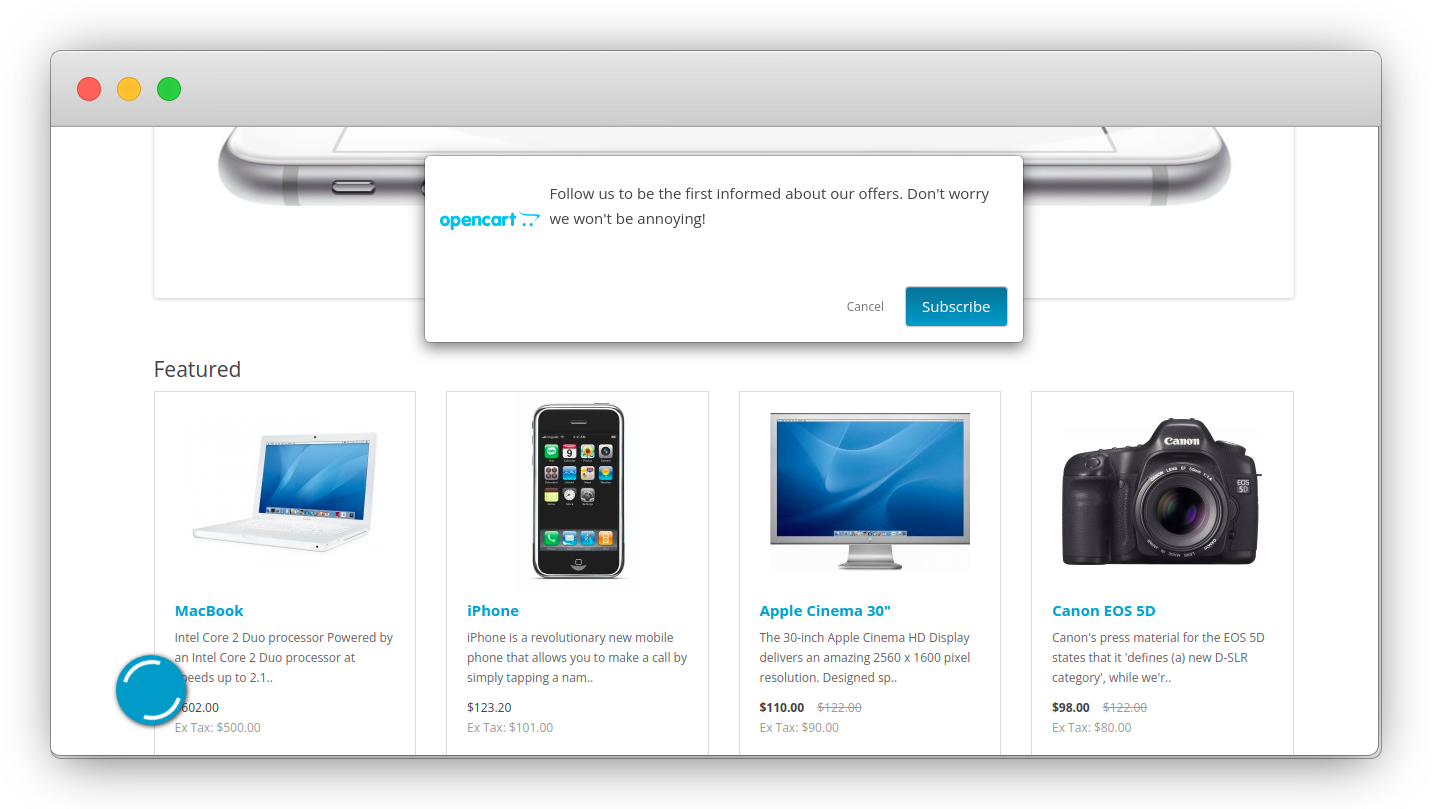 Follow us to be the first informed about our offers. Don't worry
opencart
we won't be annoying!
Cancel
Subscribe
Featured
MacBook
Intel Core 2 Duo processor Powered by
an Intel Core 2 Duo processor at
speeds up to 2.1..
$602.00
Ex Tax: $500.00
iPhone
iPhone is a revolutionary new mobile
phone that allows you to make a call by
simply tapping a nam..
$123.20
Ex Tax: $101.00
Apple Cinema 30"
The 30-inch Apple Cinema HD Display
delivers an amazing 2560 x 1600 pixel
resolution. Designed sp..
$110.00 $122.00
Ex Tax: $90.00
Canon
EOS
5D
Canon EOS 5D
Canon's press material for the EOS 5D
states that it 'defines (a) new D-SLR
category', while we'r..
$98.00 $122.00
Ex Tax: $80.00